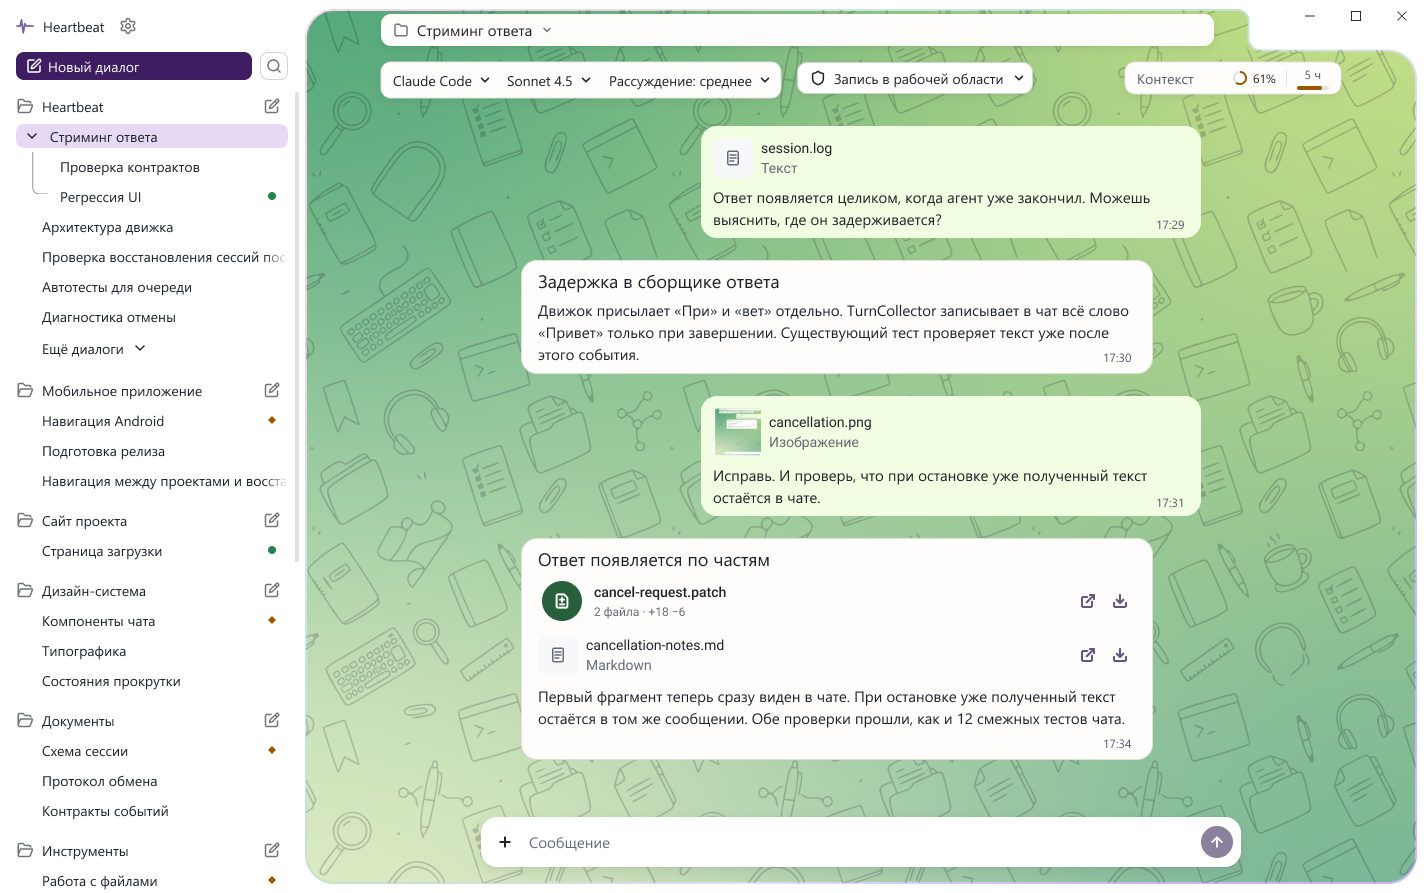 Heartbeat
Новый диалог
Heartbeat
Стриминг ответа
Проверка контрактов
Регрессия UI
Архитектура движка
Проверка восстановления сессий пос
Автотесты для очереди
Диагностика отмены
Ещё диалоги
Мобильное приложение
Навигация Android
Подготовка релиза
Навигация между проектами и восста
Сайт проекта
Страница загрузки
Дизайн-система
Компоненты чата
Типографика
Состояния прокрутки
Документы
Схема сессии
Протокол обмена
Контракты событий
Инструменты
Работа с файлами
Стриминг ответа
Claude Code
Sonnet 4.5
Рассуждение: среднее
Запись в рабочей области
Контекст
61%
5 ч
session.log
Текст
Ответ появляется целиком, когда агент уже закончил. Можешь
выяснить, где он задерживается?
17:29
Задержка в сборщике ответа
Движок присылает «При» и «вет» отдельно. TurnCollector записывает в чат всё слово
«Привет» только при завершении. Существующий тест проверяет текст уже после
этого события.
17:30
cancellation.png
Изображение
Исправь. И проверь, что при остановке уже полученный текст
остаётся в чате.
17:31
Ответ появляется по частям
cancel-request.patch
2 файла · +18 −6
cancellation-notes.md
Markdown
Первый фрагмент теперь сразу виден в чате. При остановке уже полученный текст
остаётся в том же сообщении. Обе проверки прошли, как и 12 смежных тестов чата.
17:34
Сообщение